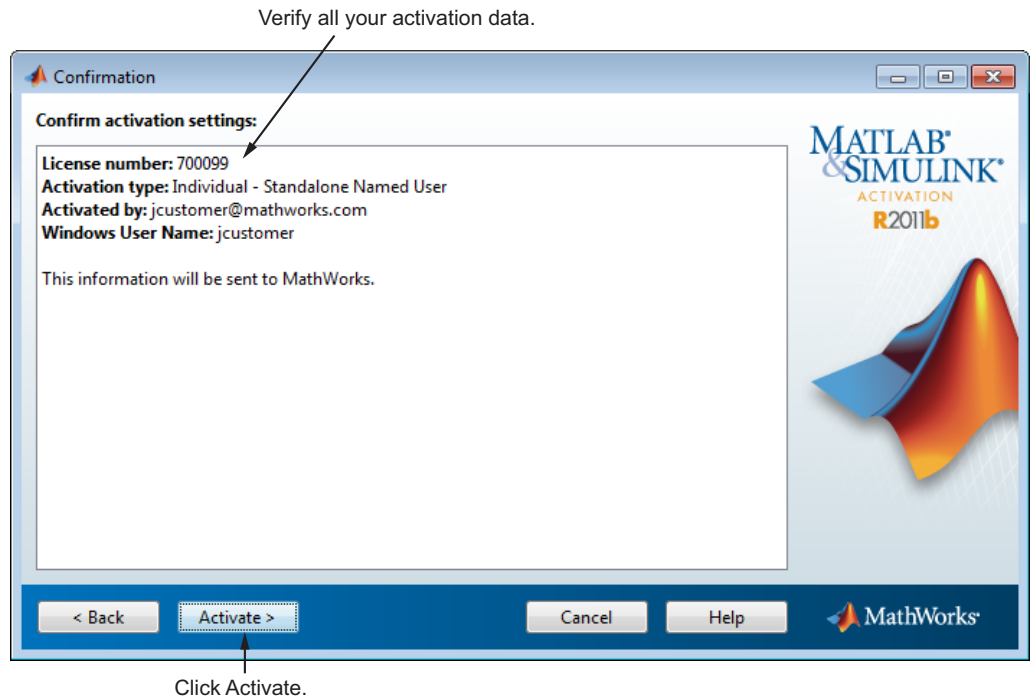 Verify all your activation data.
Confirmation
Confirm activation settings:
License number: 700099
Activation type: Individual - Standalone Named User
Activated by: jcustomer@mathworks.com
Windows User Name: jcustomer
This information will be sent to MathWorks.
MATLAB®
&SIMULINK®
ACTIVATION
R2011b
< Back
Activate >
Cancel
Help
MathWorks®
Click Activate.